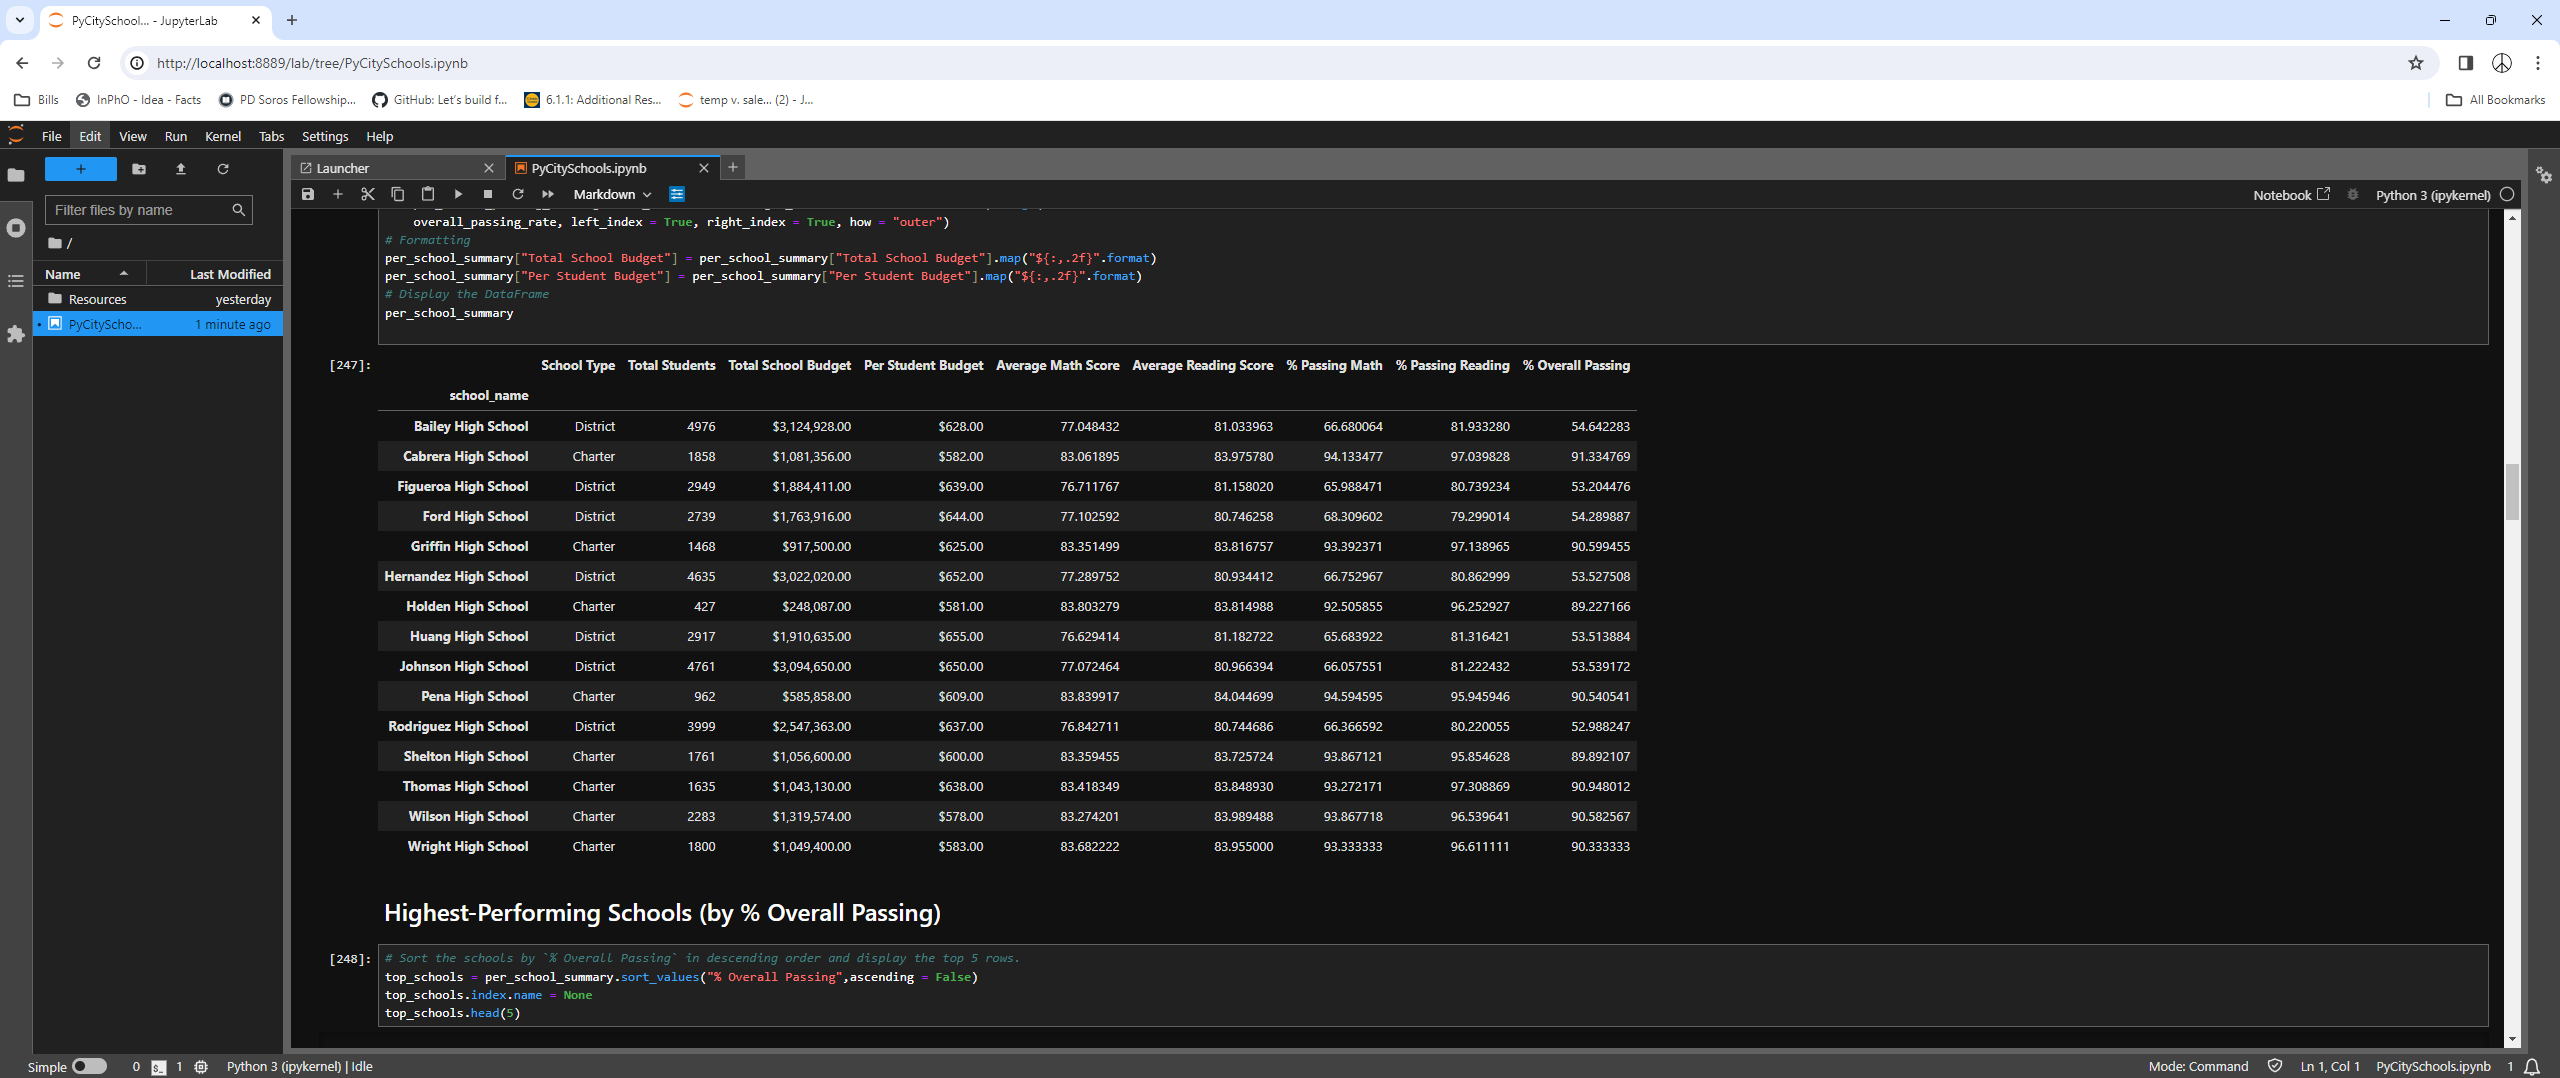 PyCitySchool... - JupyterLab
http://localhost:8889/lab/tree/PyCitySchools.ipynb
Bills InPhO - Idea - Facts PD Soros Fellowship... GitHub: Let's build f... 6.1.1: Additional Res... temp v. sale... (2) - J... All Bookmarks
File Edit View Run Kernel Tabs Settings Help
Launcher PyCitySchools.ipynb
Markdown Notebook Python 3 (ipykernel)
Filter files by name
/
Name Last Modified
Resources yesterday
PyCityScho... 1 minute ago
overall_passing_rate, left_index = True, right_index = True, how = "outer")
# Formatting
per_school_summary["Total School Budget"] = per_school_summary["Total School Budget"].map("${:,.2f}".format)
per_school_summary["Per Student Budget"] = per_school_summary["Per Student Budget"].map("${:,.2f}".format)
# Display the DataFrame
per_school_summary
[247]: School Type Total Students Total School Budget Per Student Budget Average Math Score Average Reading Score % Passing Math % Passing Reading % Overall Passing
school_name
Bailey High School District 4976 $3,124,928.00 $628.00 77.048432 81.033963 66.680064 81.933280 54.642283
Cabrera High School Charter 1858 $1,081,356.00 $582.00 83.061895 83.975780 94.133477 97.039828 91.334769
Figueroa High School District 2949 $1,884,411.00 $639.00 76.711767 81.158020 65.988471 80.739234 53.204476
Ford High School District 2739 $1,763,916.00 $644.00 77.102592 80.746258 68.309602 79.299014 54.289887
Griffin High School Charter 1468 $917,500.00 $625.00 83.351499 83.816757 93.392371 97.138965 90.599455
Hernandez High School District 4635 $3,022,020.00 $652.00 77.289752 80.934412 66.752967 80.862999 53.527508
Holden High School Charter 427 $248,087.00 $581.00 83.803279 83.814988 92.505855 96.252927 89.227166
Huang High School District 2917 $1,910,635.00 $655.00 76.629414 81.182722 65.683922 81.316421 53.513884
Johnson High School District 4761 $3,094,650.00 $650.00 77.072464 80.966394 66.057551 81.222432 53.539172
Pena High School Charter 962 $585,858.00 $609.00 83.839917 84.044699 94.594595 95.945946 90.540541
Rodriguez High School District 3999 $2,547,363.00 $637.00 76.842711 80.744686 66.366592 80.220055 52.988247
Shelton High School Charter 1761 $1,056,600.00 $600.00 83.359455 83.725724 93.867121 95.854628 89.892107
Thomas High School Charter 1635 $1,043,130.00 $638.00 83.418349 83.848930 93.272171 97.308869 90.948012
Wilson High School Charter 2283 $1,319,574.00 $578.00 83.274201 83.989488 93.867718 96.539641 90.582567
Wright High School Charter 1800 $1,049,400.00 $583.00 83.682222 83.955000 93.333333 96.611111 90.333333
Highest-Performing Schools (by % Overall Passing)
[248]: # Sort the schools by `% Overall Passing` in descending order and display the top 5 rows.
top_schools = per_school_summary.sort_values("% Overall Passing",ascending = False)
top_schools.index.name = None
top_schools.head(5)
Simple 0 $_ 1 Python 3 (ipykernel) | Idle Mode: Command Ln 1, Col 1 PyCitySchools.ipynb 1